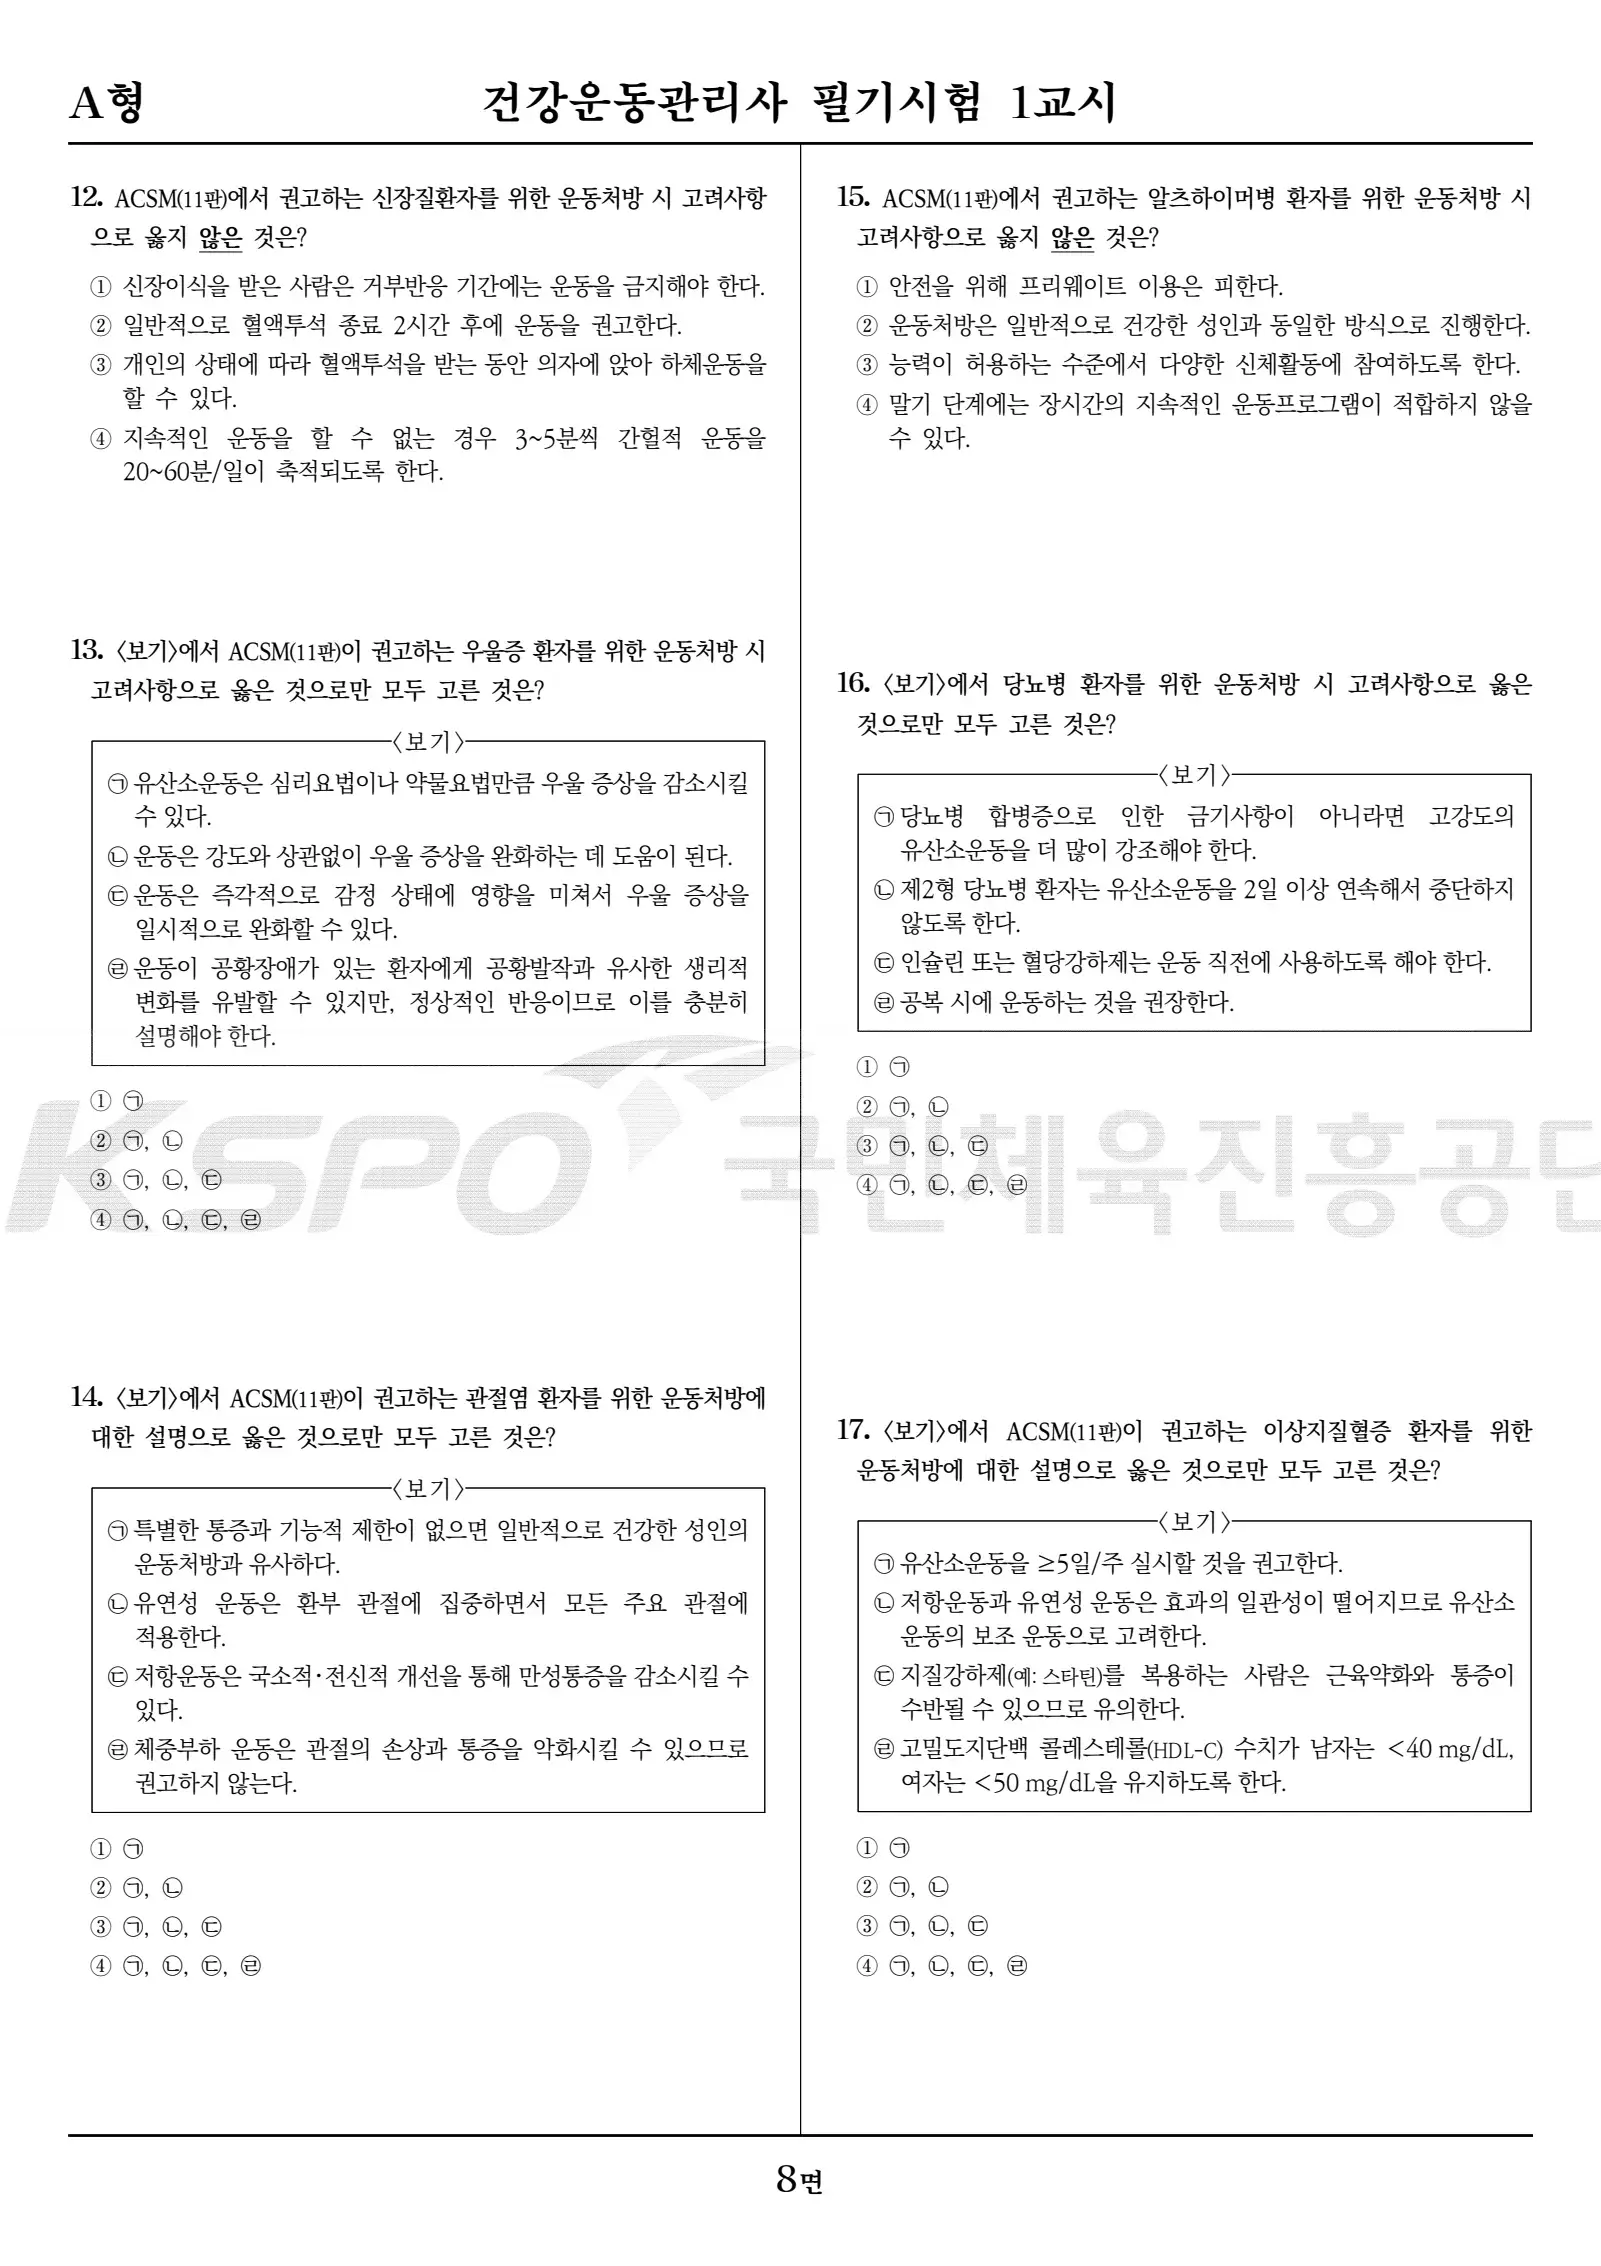 A형
건강운동관리사 필기시험 1교시
12. ACSM(11판)에서 권고하는 신장질환자를 위한 운동처방 시 고려사항
으로 옳지 않은 것은?
① 신장이식을 받은 사람은 거부반응 기간에는 운동을 금지해야 한다.
② 일반적으로 혈액투석 종료 2시간 후에 운동을 권고한다.
③ 개인의 상태에 따라 혈액투석을 받는 동안 의자에 앉아 하체운동을
할 수 있다.
④ 지속적인 운동을 할 수 없는 경우 3~5분씩 간헐적 운동을
20~60분/일이 축적되도록 한다.
13. 〈보기〉에서 ACSM(11판)이 권고하는 우울증 환자를 위한 운동처방 시
고려사항으로 옳은 것으로만 모두 고른 것은?
〈보기〉
㉠ 유산소운동은 심리요법이나 약물요법만큼 우울 증상을 감소시킬
수 있다.
㉡ 운동은 강도와 상관없이 우울 증상을 완화하는 데 도움이 된다.
㉢ 운동은 즉각적으로 감정 상태에 영향을 미쳐서 우울 증상을
일시적으로 완화할 수 있다.
㉣ 운동이 공황장애가 있는 환자에게 공황발작과 유사한 생리적
변화를 유발할 수 있지만, 정상적인 반응이므로 이를 충분히
설명해야 한다.
① ㉠
② ㉠, ㉡
③ ㉠, ㉡, ㉢
④ ㉠, ㉡, ㉢, ㉣
14. 〈보기〉에서 ACSM(11판)이 권고하는 관절염 환자를 위한 운동처방에
대한 설명으로 옳은 것으로만 모두 고른 것은?
〈보기〉
㉠ 특별한 통증과 기능적 제한이 없으면 일반적으로 건강한 성인의
운동처방과 유사하다.
㉡ 유연성 운동은 환부 관절에 집중하면서 모든 주요 관절에
적용한다.
㉢ 저항운동은 국소적·전신적 개선을 통해 만성통증을 감소시킬 수
있다.
㉣ 체중부하 운동은 관절의 손상과 통증을 악화시킬 수 있으므로
권고하지 않는다.
① ㉠
② ㉠, ㉡
③ ㉠, ㉡, ㉢
④ ㉠, ㉡, ㉢, ㉣
15. ACSM(11판)에서 권고하는 알츠하이머병 환자를 위한 운동처방 시
고려사항으로 옳지 않은 것은?
① 안전을 위해 프리웨이트 이용은 피한다.
② 운동처방은 일반적으로 건강한 성인과 동일한 방식으로 진행한다.
③ 능력이 허용하는 수준에서 다양한 신체활동에 참여하도록 한다.
④ 말기 단계에는 장시간의 지속적인 운동프로그램이 적합하지 않을
수 있다.
16. 〈보기〉에서 당뇨병 환자를 위한 운동처방 시 고려사항으로 옳은
것으로만 모두 고른 것은?
〈보기〉
㉠ 당뇨병 합병증으로 인한 금기사항이 아니라면 고강도의
유산소운동을 더 많이 강조해야 한다.
㉡ 제2형 당뇨병 환자는 유산소운동을 2일 이상 연속해서 중단하지
않도록 한다.
㉢ 인슐린 또는 혈당강하제는 운동 직전에 사용하도록 해야 한다.
㉣ 공복 시에 운동하는 것을 권장한다.
① ㉠
② ㉠, ㉡
③ ㉠, ㉡, ㉢
④ ㉠, ㉡, ㉢, ㉣
17. 〈보기〉에서 ACSM(11판)이 권고하는 이상지질혈증 환자를 위한
운동처방에 대한 설명으로 옳은 것으로만 모두 고른 것은?
〈보기〉
㉠ 유산소운동을 ≥5일/주 실시할 것을 권고한다.
㉡ 저항운동과 유연성 운동은 효과의 일관성이 떨어지므로 유산소
운동의 보조 운동으로 고려한다.
㉢ 지질강하제(예: 스타틴)를 복용하는 사람은 근육약화와 통증이
수반될 수 있으므로 유의한다.
㉣ 고밀도지단백 콜레스테롤(HDL-C) 수치가 남자는 <40 mg/dL,
여자는 <50 mg/dL을 유지하도록 한다.
① ㉠
② ㉠, ㉡
③ ㉠, ㉡, ㉢
④ ㉠, ㉡, ㉢, ㉣
KSPO 국민체육진흥공단
8면